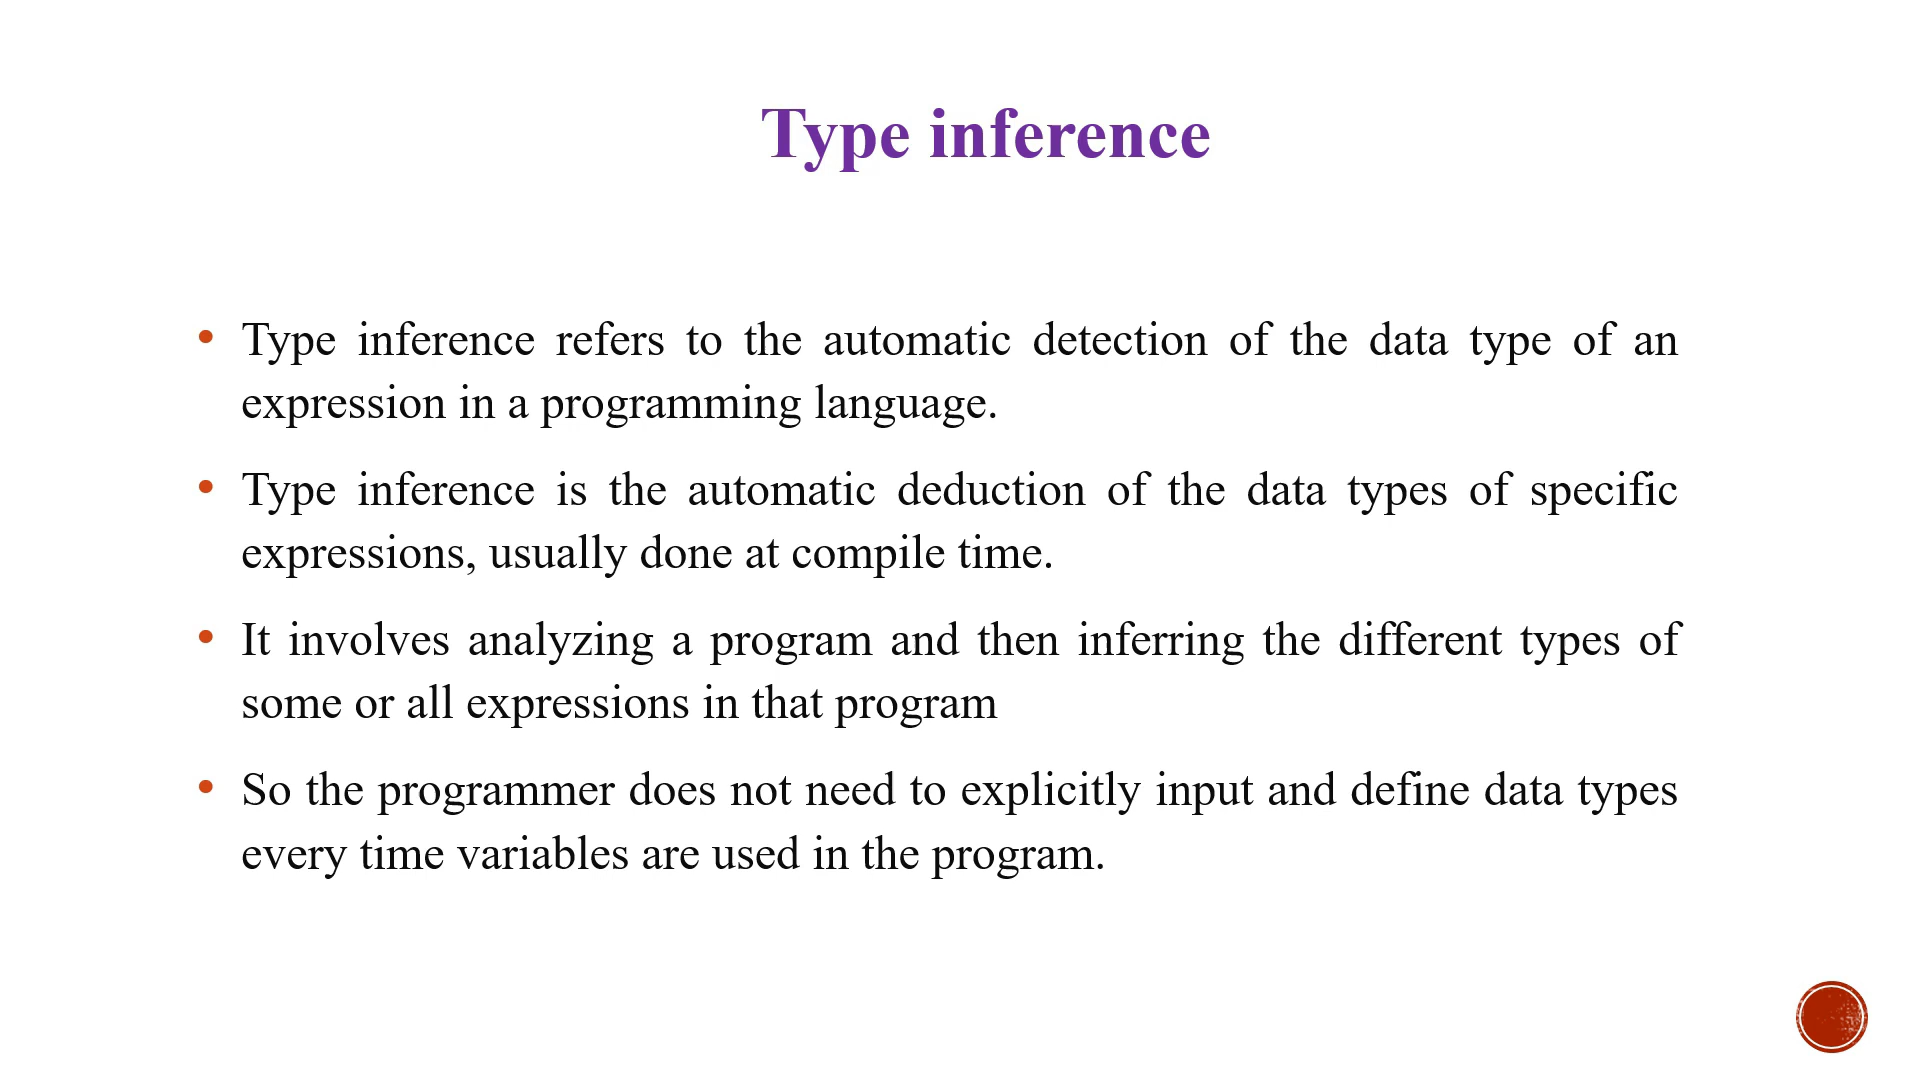 Type inference
• Type inference refers to the automatic detection of the data type of an
expression in a programming language.
• Type inference is the automatic deduction of the data types of specific
expressions, usually done at compile time.
• It involves analyzing a program and then inferring the different types of
some or all expressions in that program
• So the programmer does not need to explicitly input and define data types
every time variables are used in the program.